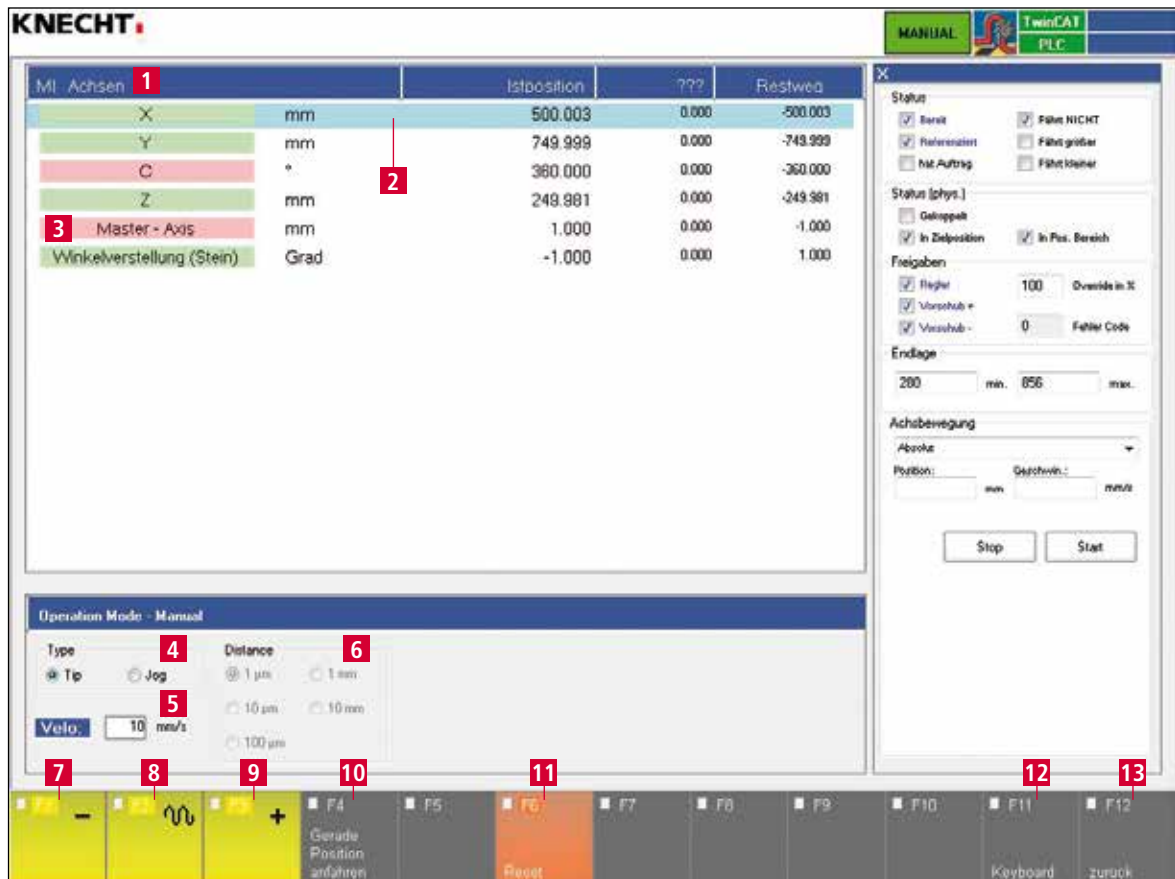 KNECHT
MANUAL
TwinCAT
PLC
MI Achsen 1 Istposition ??? Restweg
X mm 500.003 0.000 -500.003
2
Y mm 749.999 0.000 -749.999
C ° 360.000 0.000 -360.000
Z mm 249.981 0.000 -249.981
3 Master - Axis mm 1.000 0.000 -1.000
Winkelverstellung (Stein) Grad -1.000 0.000 1.000
X
Status
Bereit Fährt NICHT
Referenziert Fährt größer
hat Auftrag Fährt kleiner
Status (phys.)
Gekoppelt
In Zielposition In Pos. Bereich
Freigaben
Regler 100 Override in %
Vorschub +
Vorschub - 0 Fehler Code
Endlage
280 min. 856 max.
Achsbewegung
Absolut
Position: Geschwin.:
mm mm/s
Stop Start
Operation Mode - Manual
Type 4 Distance 6
Tip Jog 1 µm 1 mm
5 10 µm 10 mm
Velo: 10 mm/s
100 µm
7 8 9 10 11 12 13
- +
F4 F5 F6 F7 F8 F9 F10 F11 F12
Gerade
Position
anfahren Reset Keyboard zurück